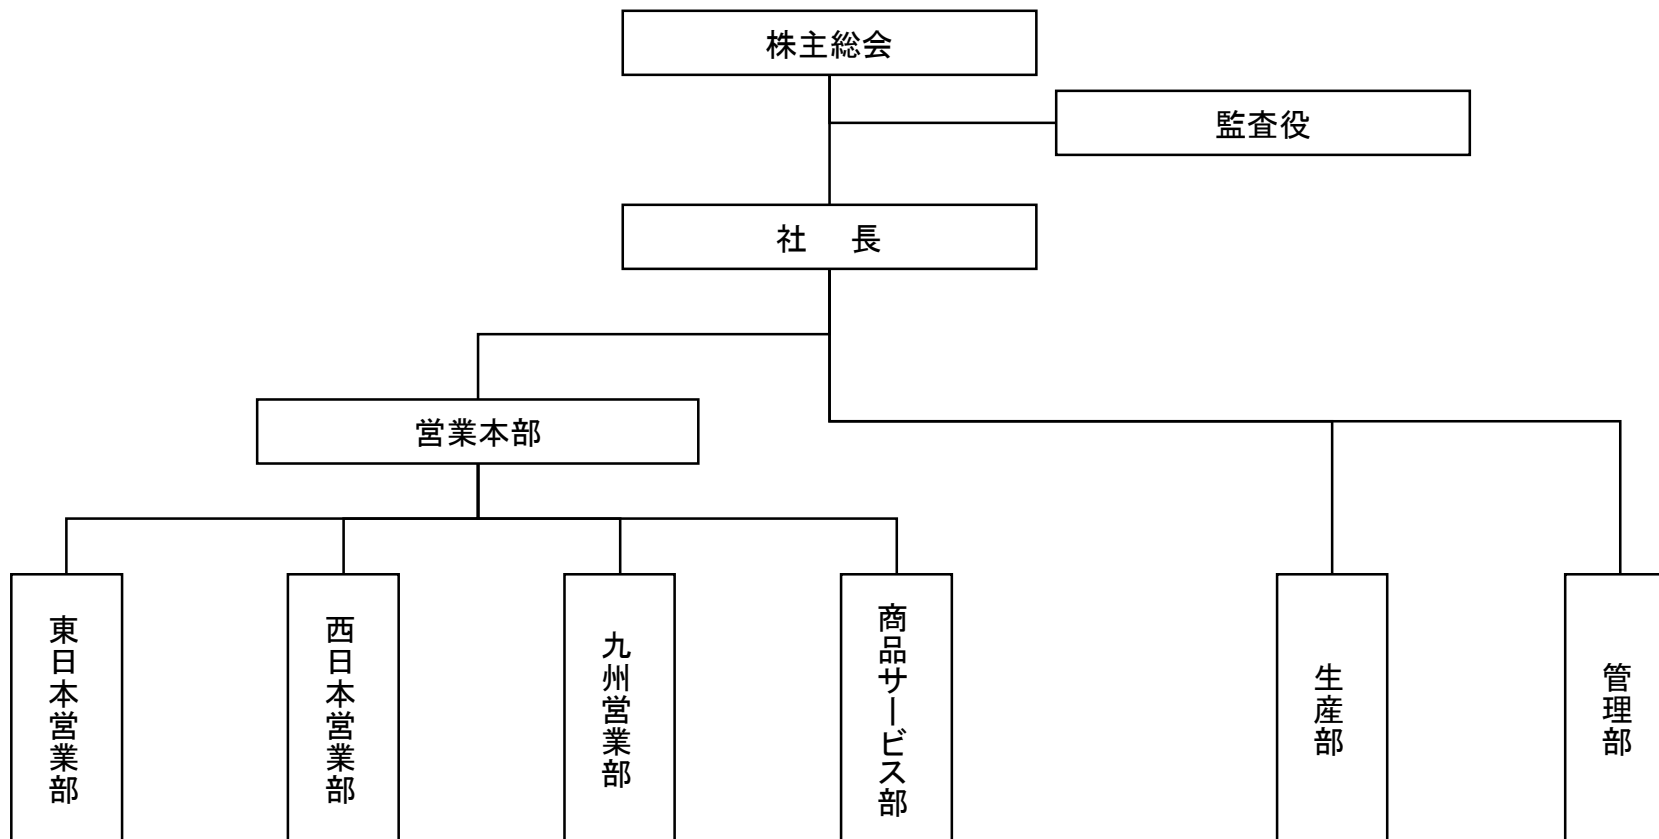 株主総会
監査役
社　長
営業本部
東日本営業部
西日本営業部
九州営業部
商品サービス部
生産部
管理部